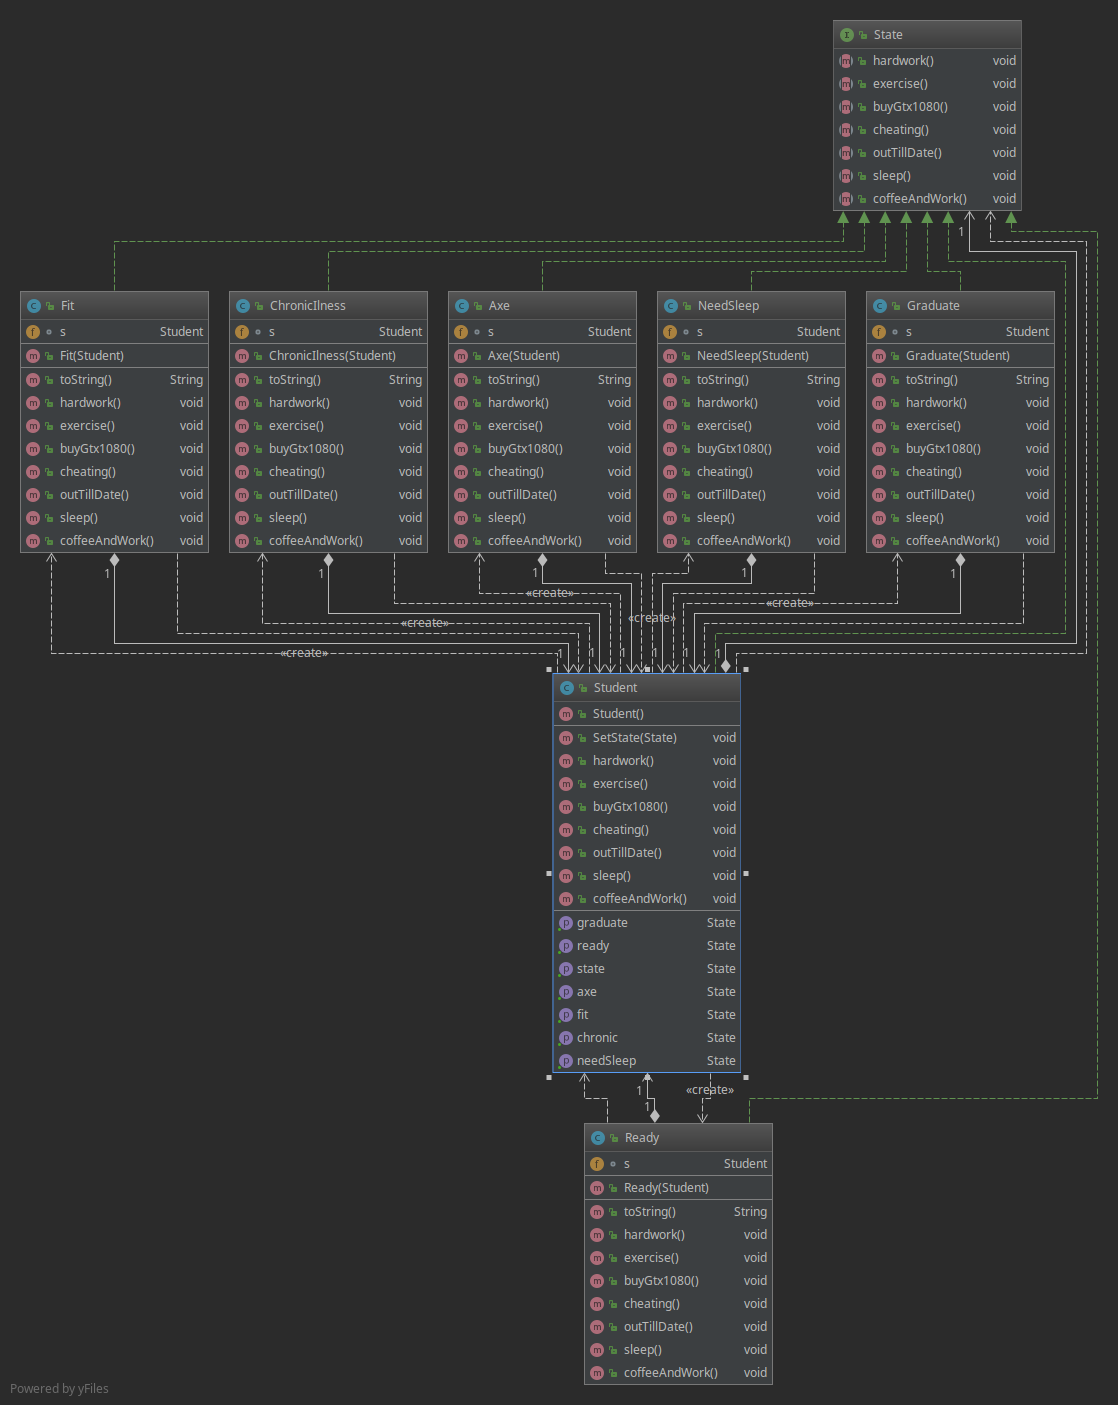 State
hardwork() void
exercise() void
buyGtx1080() void
cheating() void
outTillDate() void
sleep() void
coffeeAndWork() void
1
Fit
s Student
Fit(Student)
toString() String
hardwork() void
exercise() void
buyGtx1080() void
cheating() void
outTillDate() void
sleep() void
coffeeAndWork() void
ChronicIlness
s Student
ChronicIlness(Student)
toString() String
hardwork() void
exercise() void
buyGtx1080() void
cheating() void
outTillDate() void
sleep() void
coffeeAndWork() void
Axe
s Student
Axe(Student)
toString() String
hardwork() void
exercise() void
buyGtx1080() void
cheating() void
outTillDate() void
sleep() void
coffeeAndWork() void
NeedSleep
s Student
NeedSleep(Student)
toString() String
hardwork() void
exercise() void
buyGtx1080() void
cheating() void
outTillDate() void
sleep() void
coffeeAndWork() void
Graduate
s Student
Graduate(Student)
toString() String
hardwork() void
exercise() void
buyGtx1080() void
cheating() void
outTillDate() void
sleep() void
coffeeAndWork() void
1 1 1 1 1
«create»
«create»
«create»
«create»
«create»
1 1 1 1 1 1
Student
Student()
SetState(State) void
hardwork() void
exercise() void
buyGtx1080() void
cheating() void
outTillDate() void
sleep() void
coffeeAndWork() void
graduate State
ready State
state State
axe State
fit State
chronic State
needSleep State
1 «create»
1
Ready
s Student
Ready(Student)
toString() String
hardwork() void
exercise() void
buyGtx1080() void
cheating() void
outTillDate() void
sleep() void
coffeeAndWork() void
Powered by yFiles